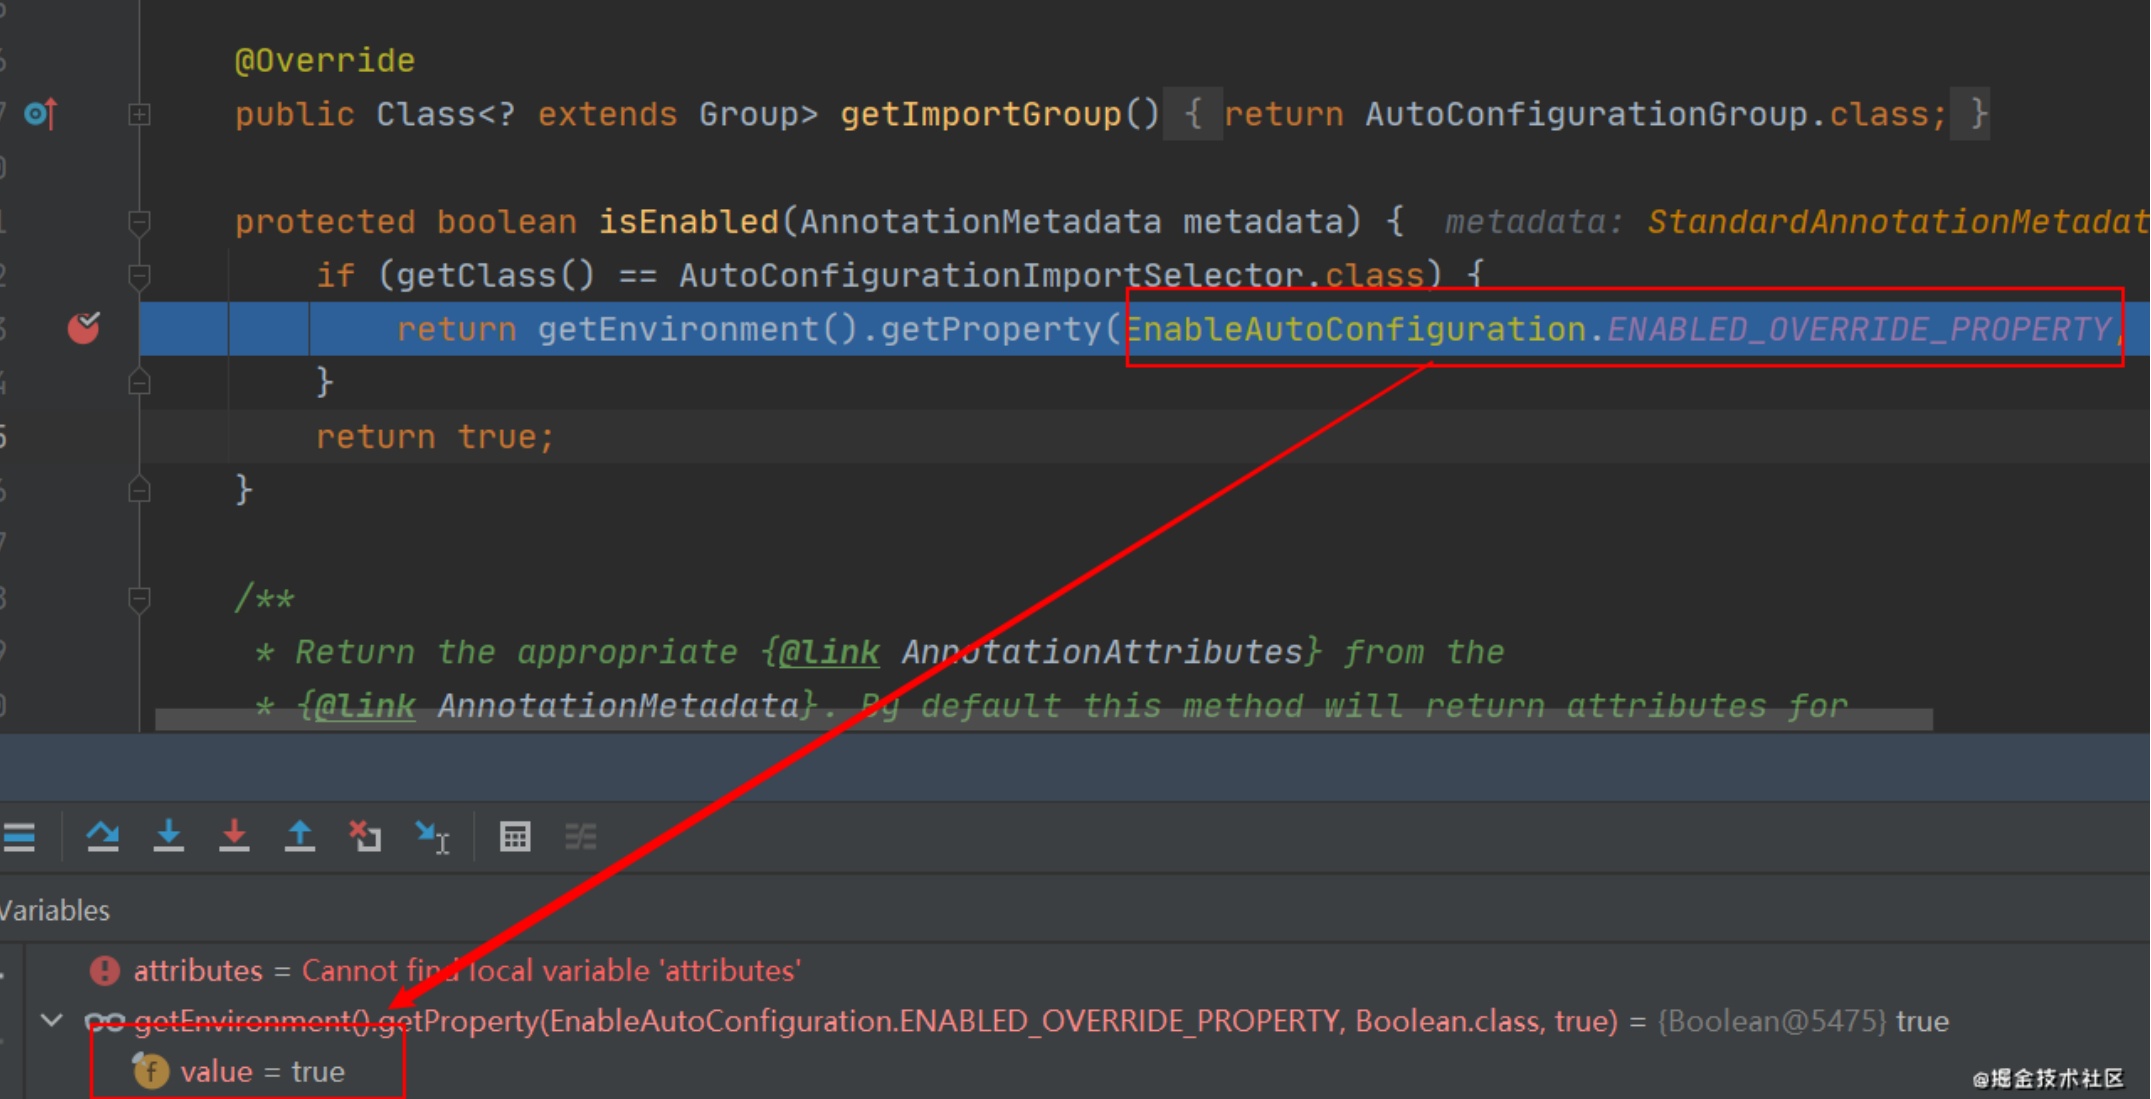 @Override
public Class<? extends Group> getImportGroup() { return AutoConfigurationGroup.class; }
protected boolean isEnabled(AnnotationMetadata metadata) { metadata: StandardAnnotationMetadat
if (getClass() == AutoConfigurationImportSelector.class) {
return getEnvironment().getProperty(EnableAutoConfiguration.ENABLED_OVERRIDE_PROPERTY,
}
return true;
}
/**
* Return the appropriate {@link AnnotationAttributes} from the
* {@link AnnotationMetadata}. By default this method will return attributes for
Variables
attributes = Cannot find local variable 'attributes'
getEnvironment().getProperty(EnableAutoConfiguration.ENABLED_OVERRIDE_PROPERTY, Boolean.class, true) = {Boolean@5475} true
f value = true
@掘金技术社区